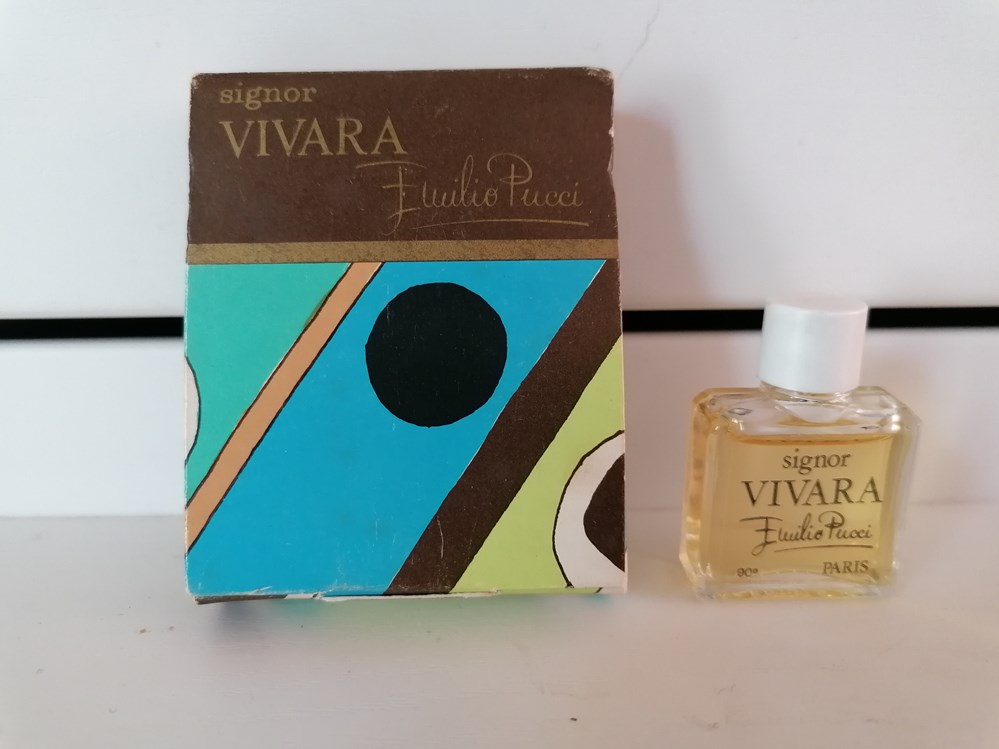 signor
VIVARA
Emilio Pucci
signor
VIVARA
Emilio Pucci
90° PARIS